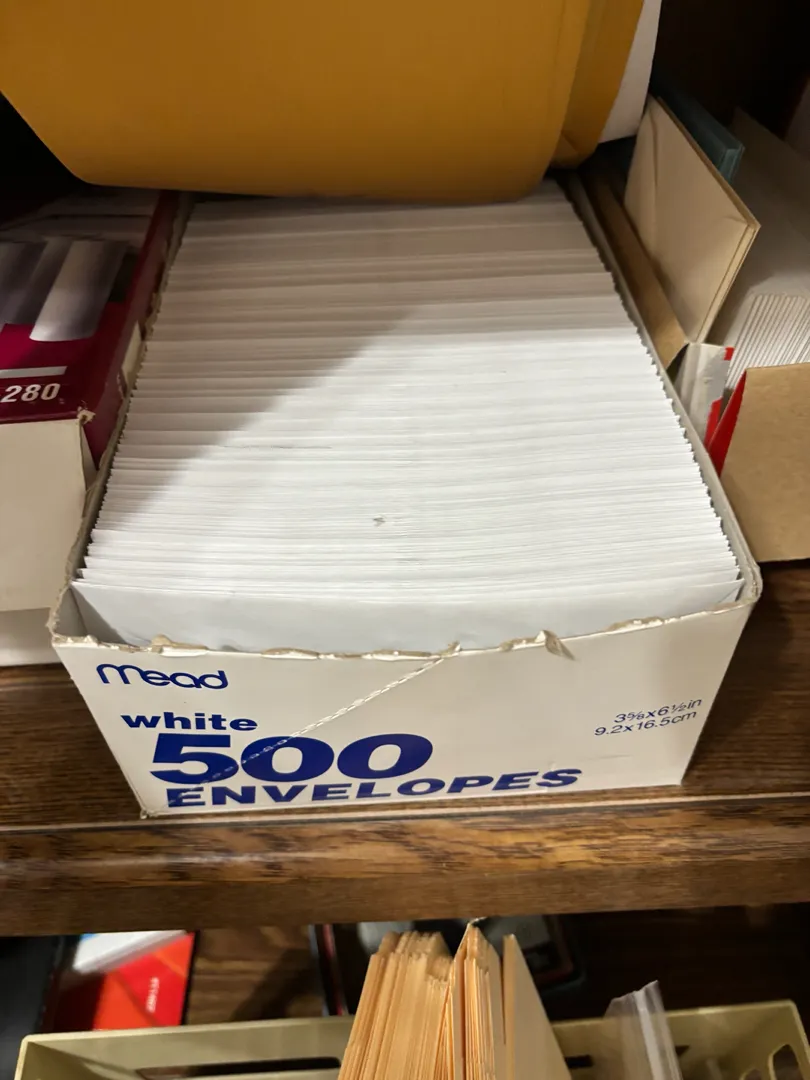 280
Mead
white
500
ENVELOPES
3⅝x6½in
9.2x16.5cm